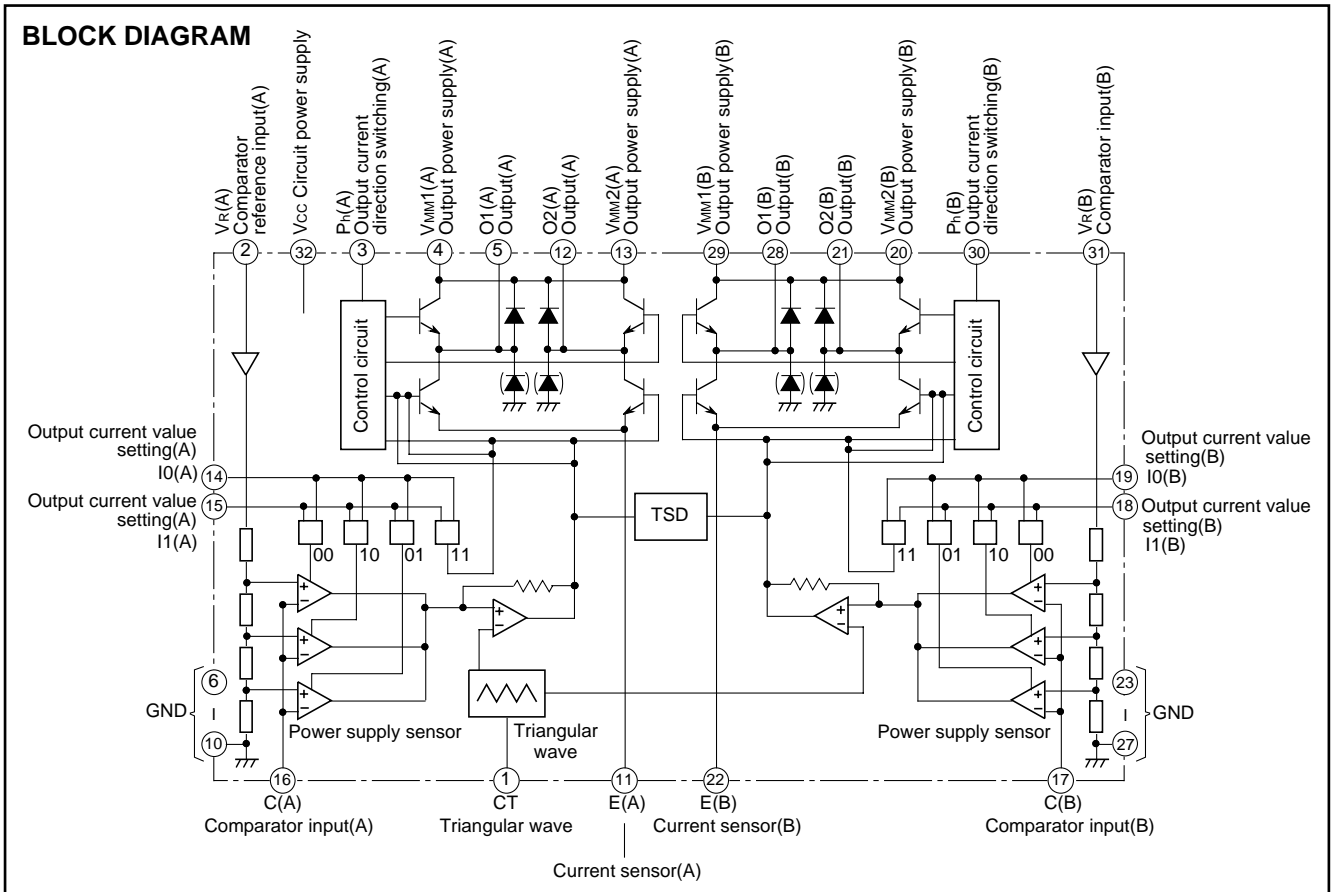 BLOCK DIAGRAM
VR(A)
Comparator
reference input(A)
Vcc Circuit power supply
Ph(A)
Output current
direction switching(A)
VMM1(A)
Output power supply(A)
O1(A)
Output(A)
O2(A)
Output(A)
VMM2(A)
Output power supply(A)
VMM1(B)
Output power supply(B)
O1(B)
Output(B)
O2(B)
Output(B)
VMM2(B)
Output power supply(B)
Ph(B)
Output current
direction switching(B)
VR(B)
Comparator input(B)
2
32
3
4
5
12
13
29
28
21
20
30
31
Control circuit
( ) ( )
( ) ( )
Control circuit
Output current value
setting(A)
I0(A)
14
Output current value
setting(A)
I1(A)
15
Output current value
setting(B)
I0(B)
19
Output current value
setting(B)
I1(B)
18
TSD
00
10
01
11
11
01
10
00
+
−
+
−
+
−
+
−
+
−
+
−
+
−
+
−
GND
6
I
10
23
I
27
GND
Power supply sensor
Triangular
wave
Power supply sensor
16
1
11
22
17
C(A)
Comparator input(A)
CT
Triangular wave
E(A)
Current sensor(A)
E(B)
Current sensor(B)
C(B)
Comparator input(B)